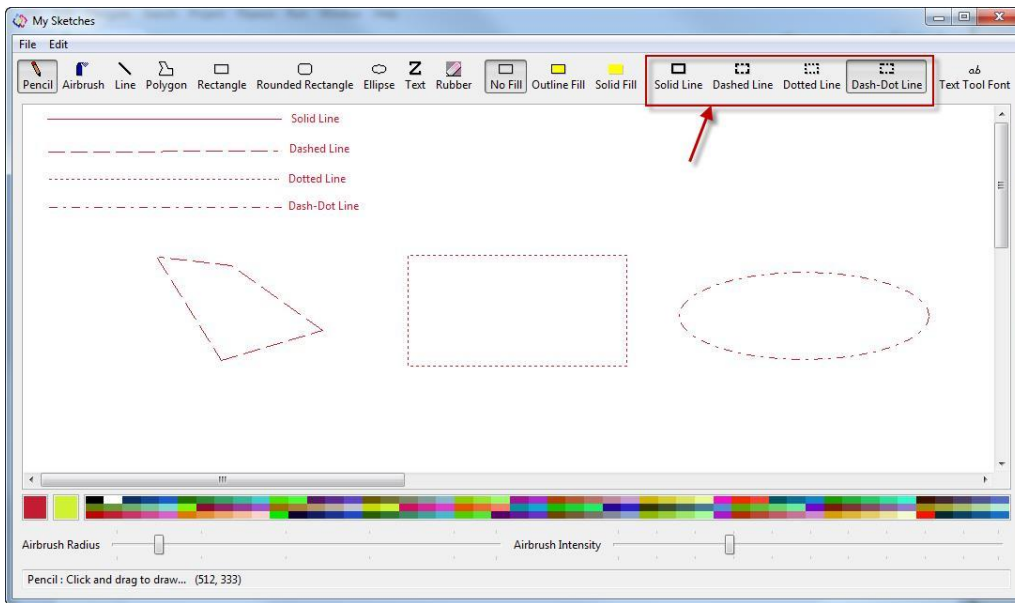 My Sketches
File Edit
Pencil Airbrush Line Polygon Rectangle Rounded Rectangle Ellipse Text Rubber No Fill Outline Fill Solid Fill Solid Line Dashed Line Dotted Line Dash-Dot Line Text Tool Font
Solid Line
Dashed Line
Dotted Line
Dash-Dot Line
Airbrush Radius Airbrush Intensity
Pencil : Click and drag to draw... (512, 333)